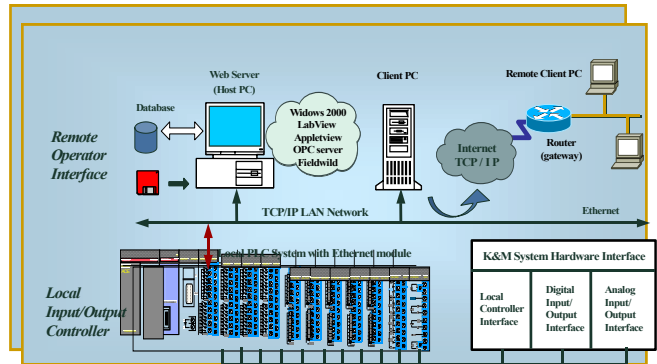 Web Server
(Host PC)
Client PC
Remote Client PC
Database
Widows 2000
LabView
Appletview
OPC server
Fieldwild
Remote
Operator
Interface
Internet
TCP / I P
Router
(gateway)
TCP/IP LAN Network
Ethernet
Local PLC System with Ethernet module
K&M System Hardware Interface
Local
Input/Output
Controller
Local
Controller
Interface
Digital
Input/
Output
Interface
Analog
Input/
Output
Interface